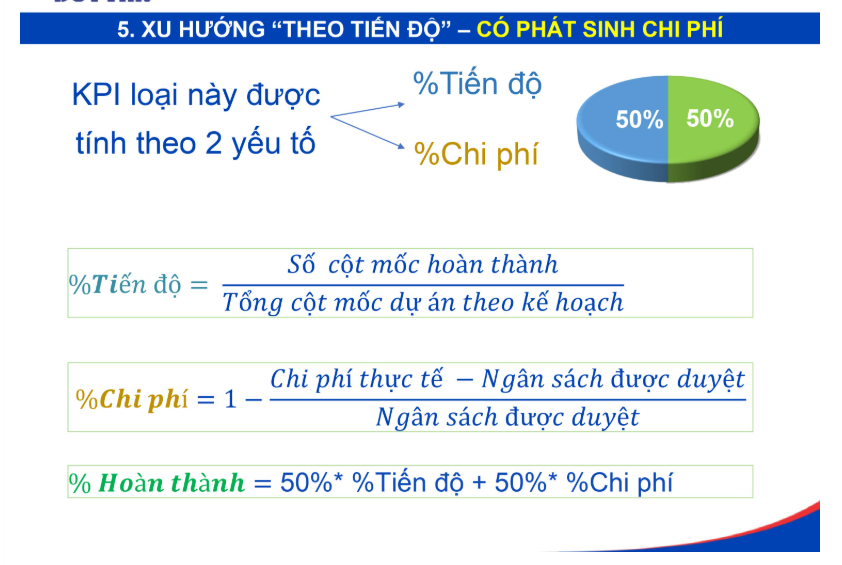 5. XU HƯỚNG “THEO TIẾN ĐỘ” – CÓ PHÁT SINH CHI PHÍ
KPI loại này được
tính theo 2 yếu tố
%Tiến độ
%Chi phí
50% 50%
%Tiến độ = Số cột mốc hoàn thành / Tổng cột mốc dự án theo kế hoạch
%Chi phí = 1 − Chi phí thực tế − Ngân sách được duyệt / Ngân sách được duyệt
% Hoàn thành = 50%* %Tiến độ + 50%* %Chi phí